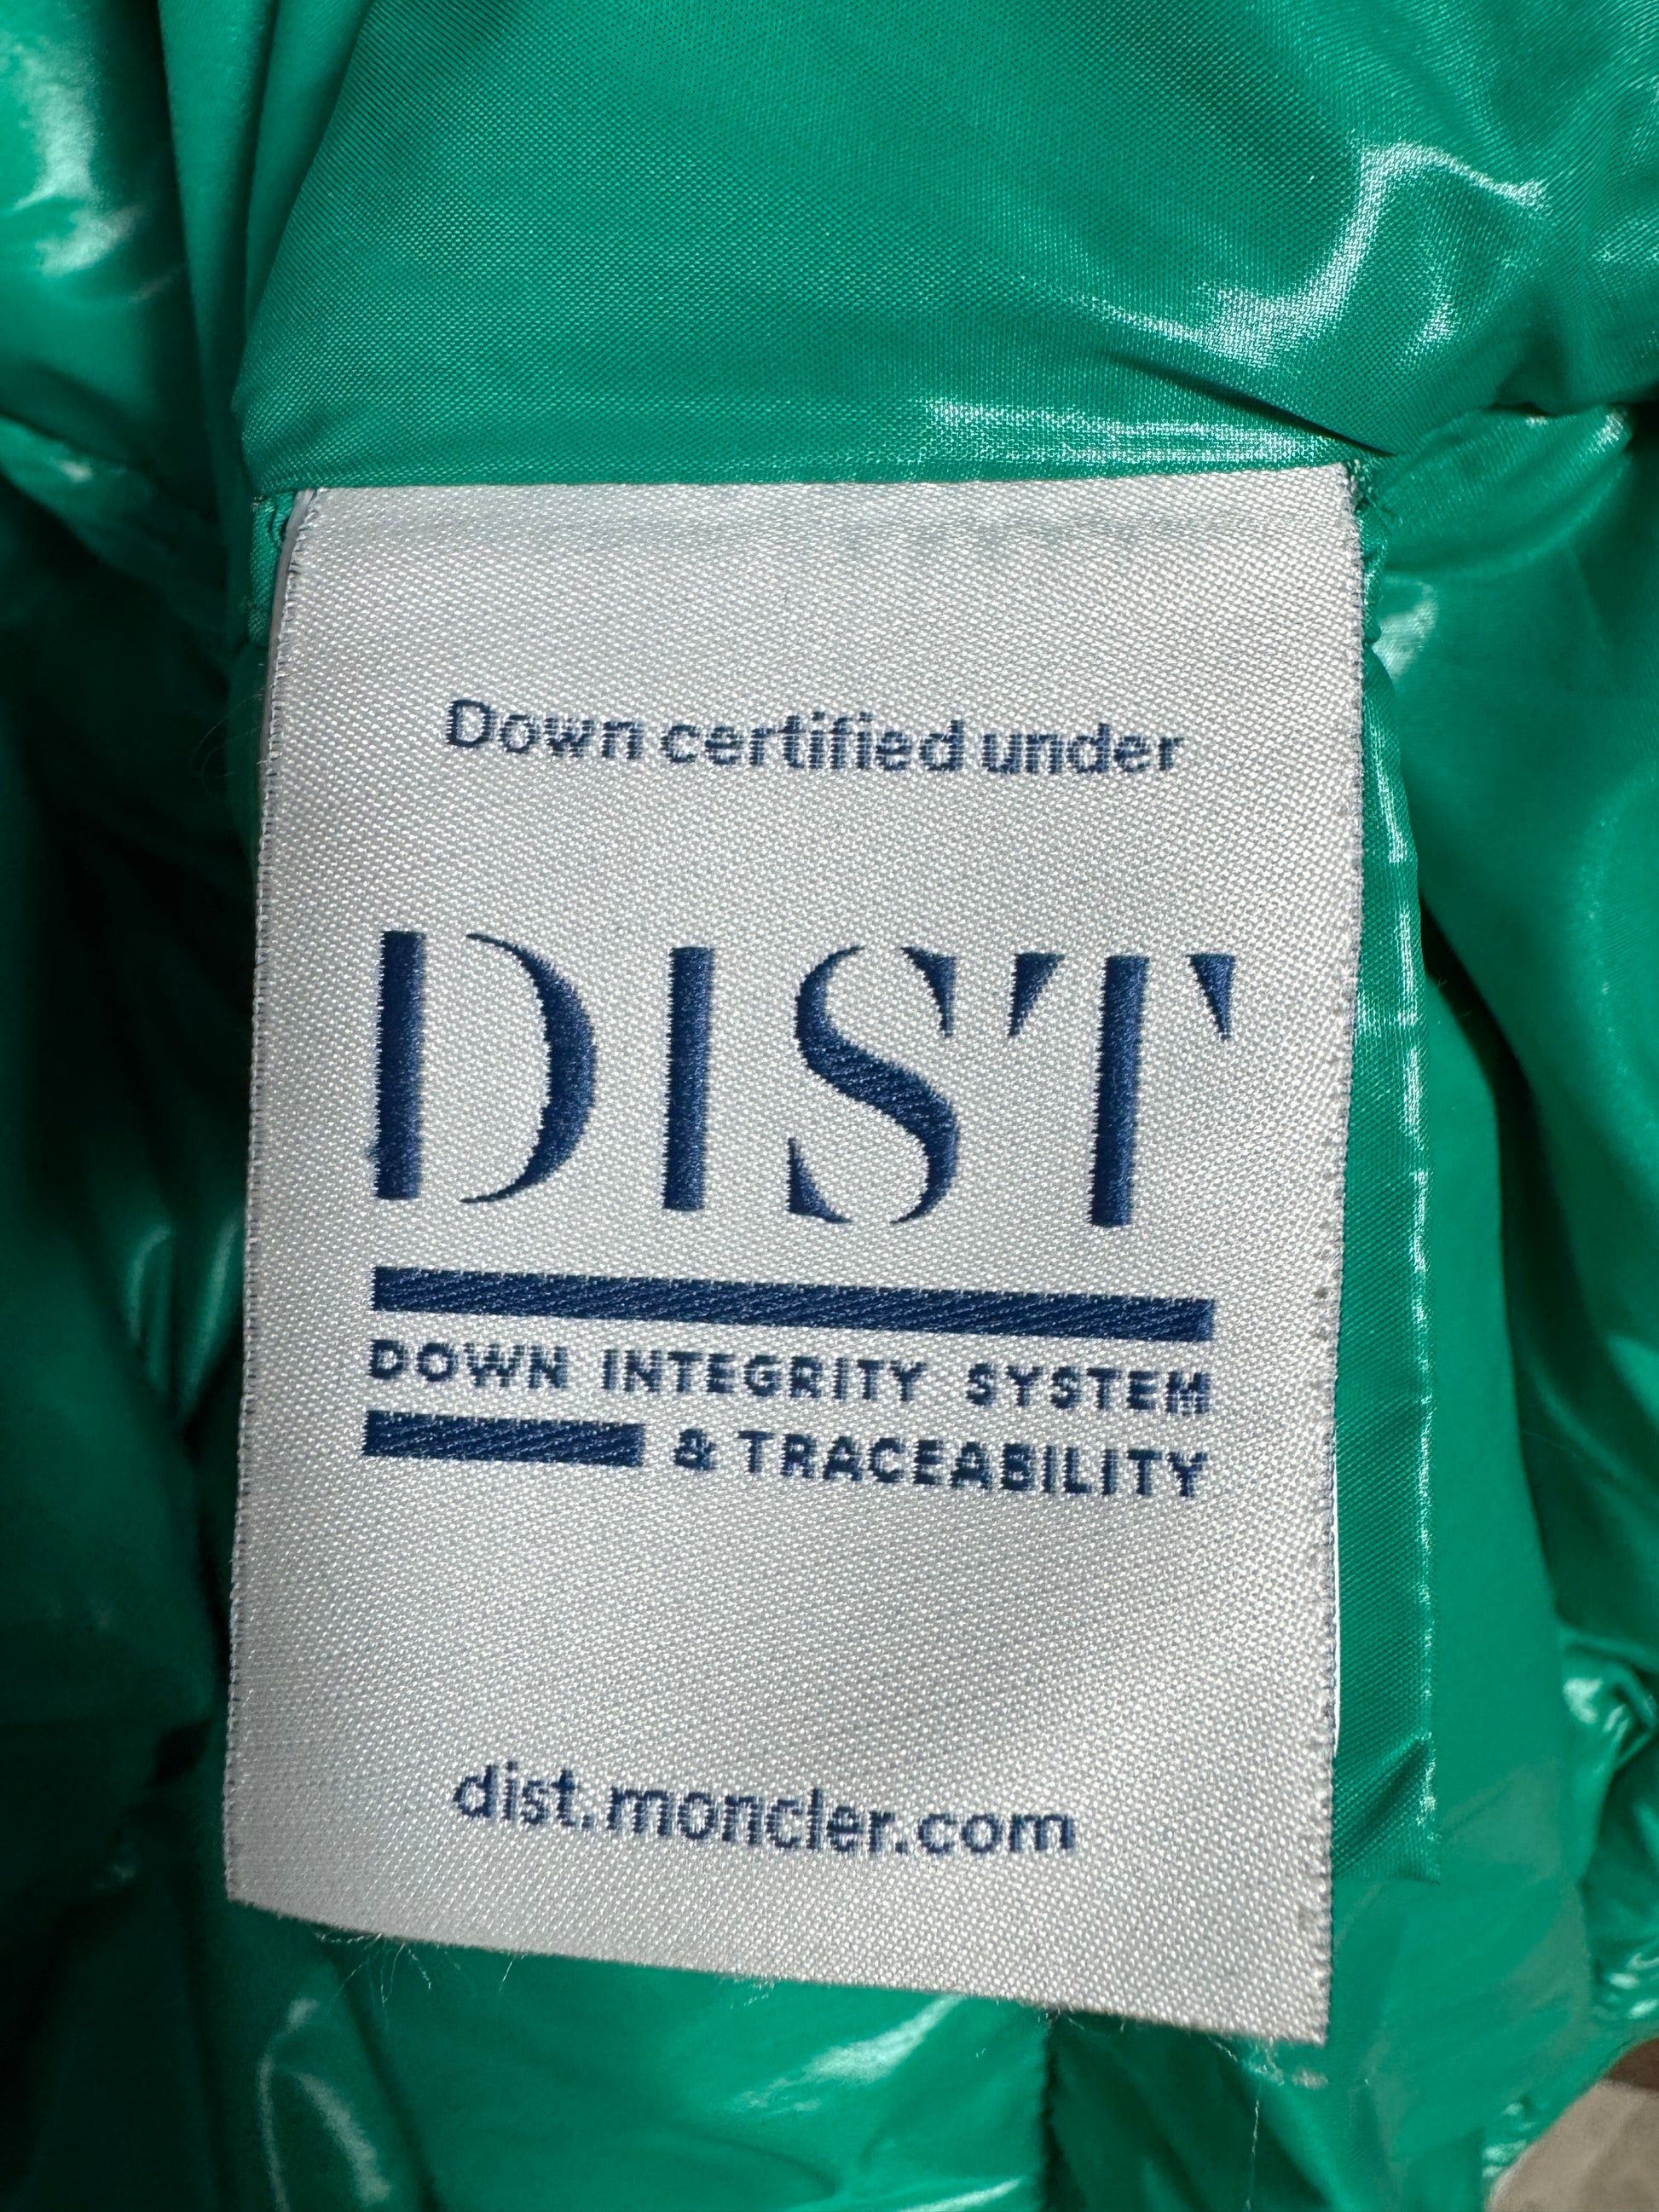 Down certified under
DIST
DOWN INTEGRITY SYSTEM
& TRACEABILITY
dist.moncler.com